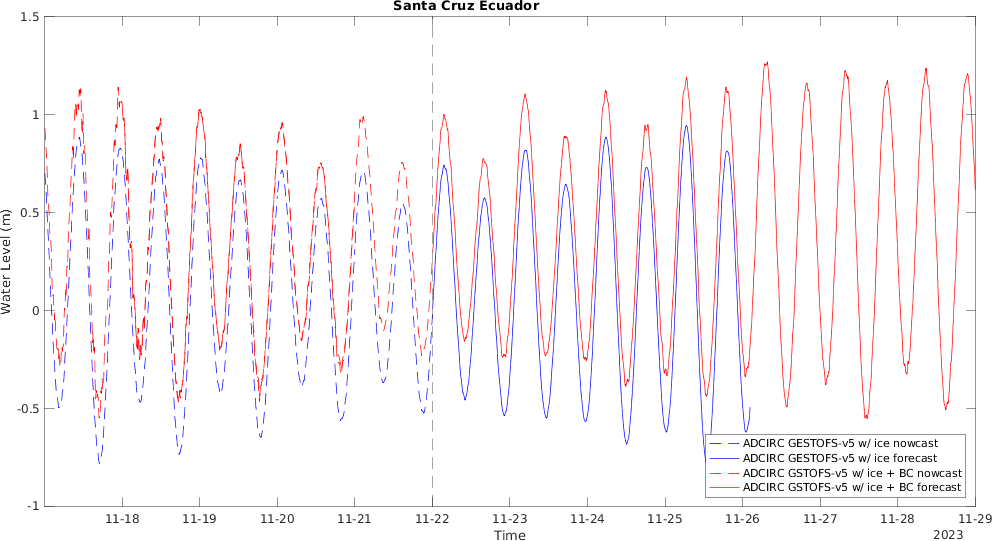 Santa Cruz Ecuador
1.5
1
0.5
0
-0.5
-1
Water Level (m)
ADCIRC GESTOFS-v5 w/ ice nowcast
ADCIRC GESTOFS-v5 w/ ice forecast
ADCIRC GSTOFS-v5 w/ ice + BC nowcast
ADCIRC GSTOFS-v5 w/ ice + BC forecast
11-18 11-19 11-20 11-21 11-22 11-23 11-24 11-25 11-26 11-27 11-28 11-29
Time
2023